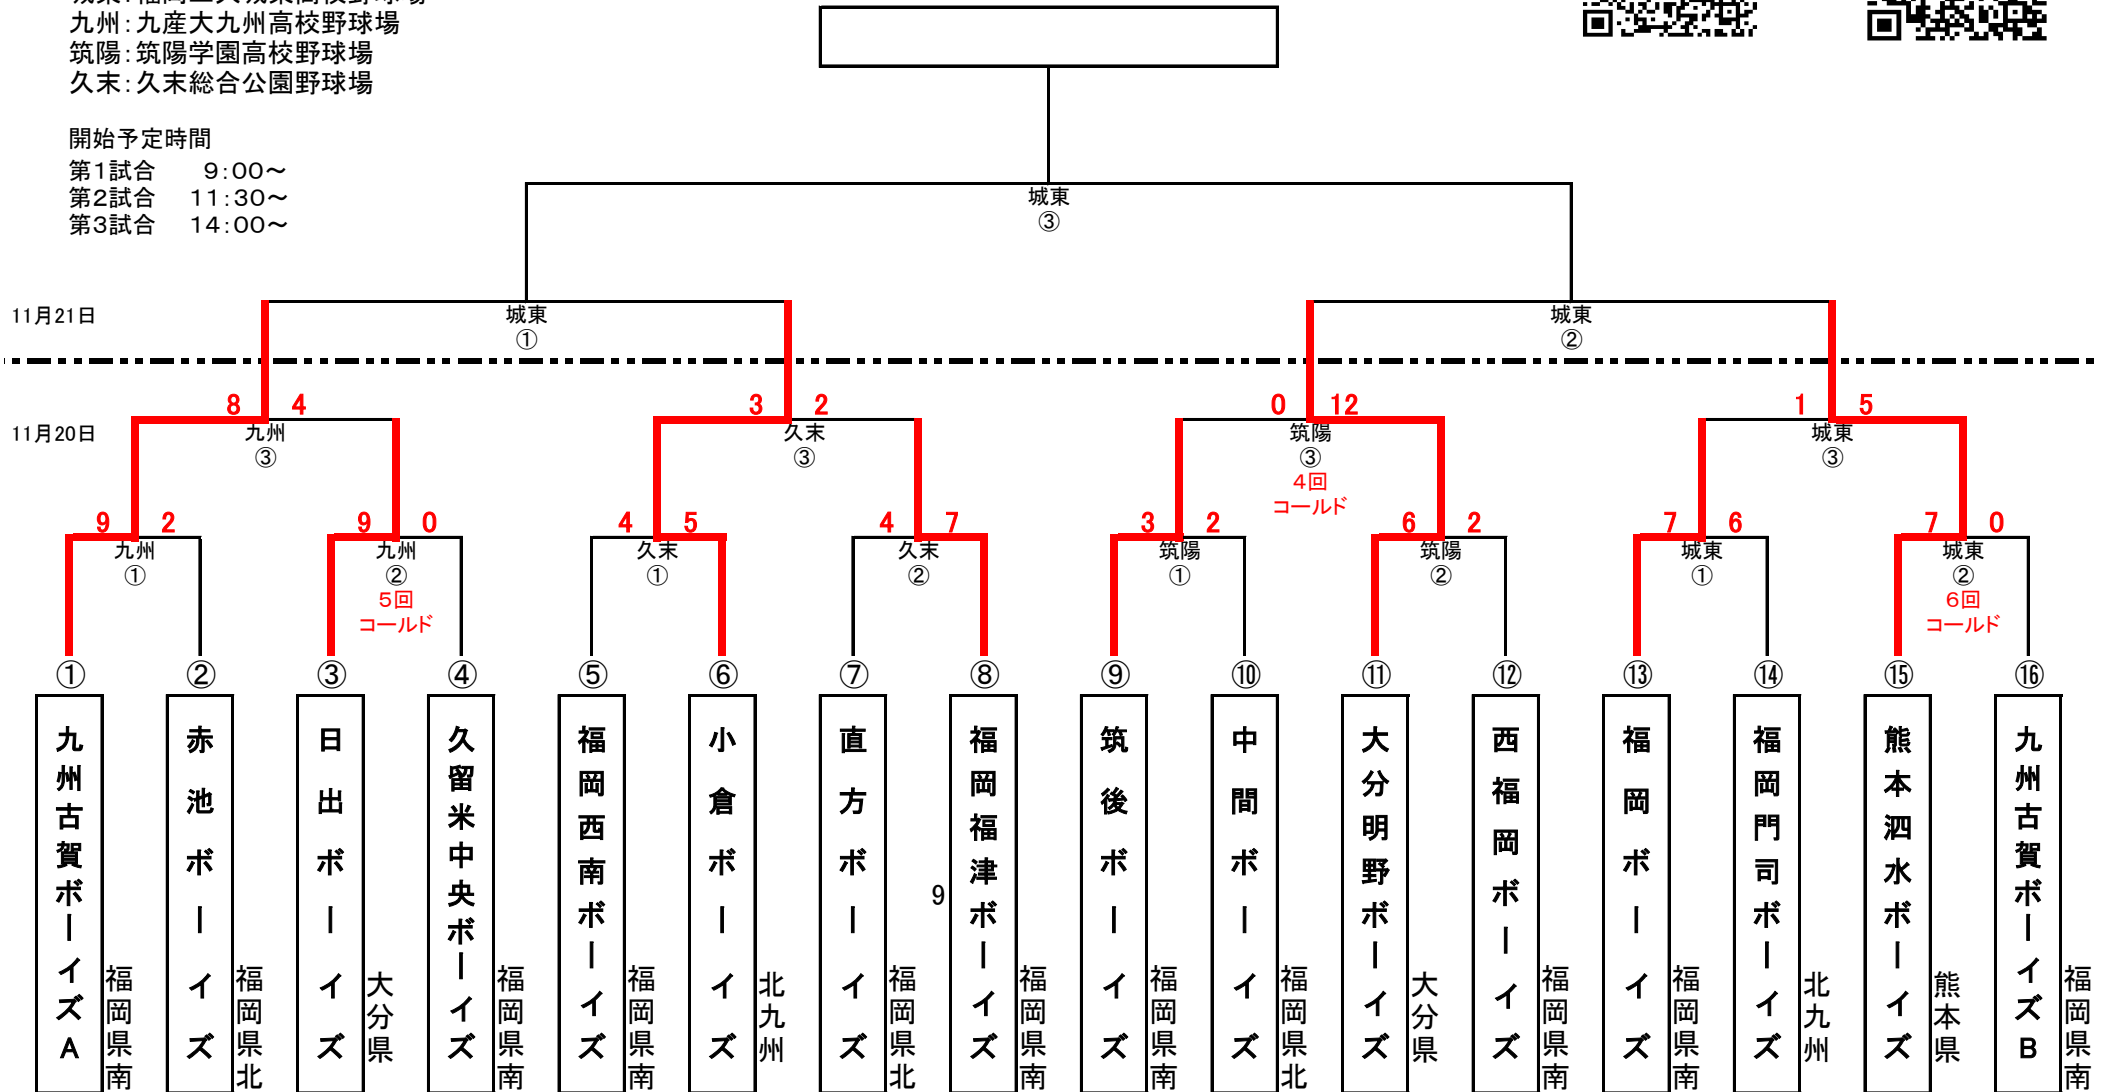 九州：九産大九州高校野球場
筑陽：筑陽学園高校野球場
久末：久末総合公園野球場
開始予定時間
第1試合 9:00～
第2試合 11:30～
第3試合 14:00～
城東
③
11月21日
城東
①
城東
②
8 4
3 2
0 12
1 5
11月20日
九州
③
久末
③
筑陽
③
4回
コールド
城東
③
9 2
9 0
4 5
4 7
3 2
6 2
7 6
7 0
九州
①
九州
②
5回
コールド
久末
①
久末
②
筑陽
①
筑陽
②
城東
①
城東
②
6回
コールド
① ② ③ ④ ⑤ ⑥ ⑦ ⑧ ⑨ ⑩ ⑪ ⑫ ⑬ ⑭ ⑮ ⑯
九州古賀ボーイズA
福岡県南
赤池ボーイズ
福岡県北
日出ボーイズ
大分県
久留米中央ボーイズ
福岡県南
福岡西南ボーイズ
福岡県南
小倉ボーイズ
北九州
直方ボーイズ
福岡県北
9
福岡福津ボーイズ
福岡県南
筑後ボーイズ
福岡県南
中間ボーイズ
福岡県北
大分明野ボーイズ
大分県
西福岡ボーイズ
福岡県南
福岡ボーイズ
福岡県南
福岡門司ボーイズ
北九州
熊本泗水ボーイズ
熊本県
九州古賀ボーイズB
福岡県南